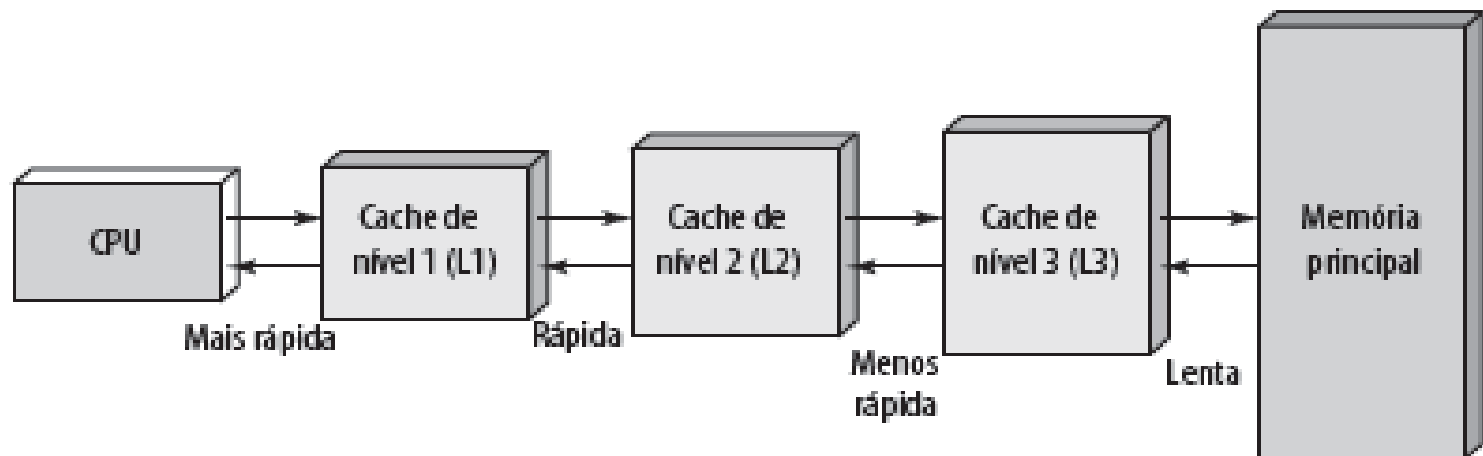 CPU
Cache de
nível 1 (L1)
Cache de
nível 2 (L2)
Cache de
nível 3 (L3)
Memória
principal
Mais rápida
Rápida
Menos
rápida
Lenta